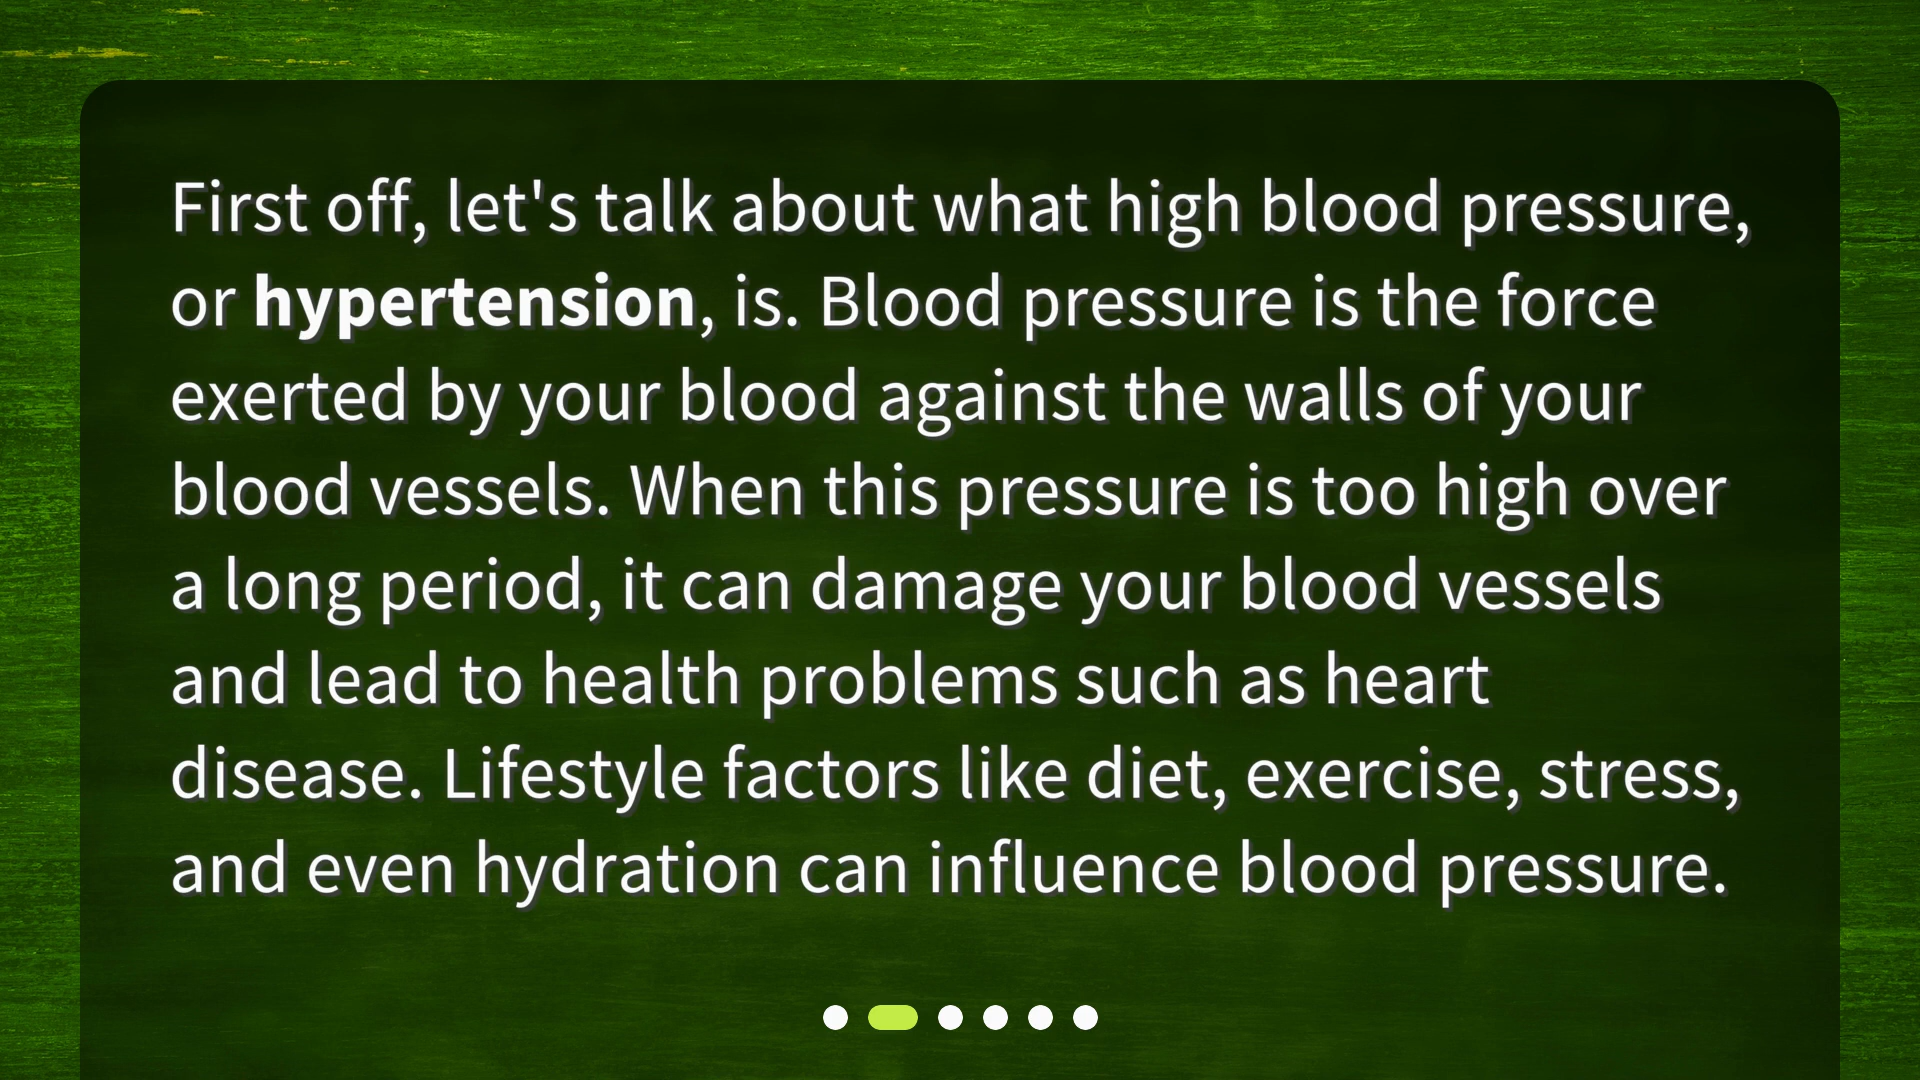 First off, let's talk about what high blood pressure,
or hypertension, is. Blood pressure is the force
exerted by your blood against the walls of your
blood vessels. When this pressure is too high over
a long period, it can damage your blood vessels
and lead to health problems such as heart
disease. Lifestyle factors like diet, exercise, stress,
and even hydration can influence blood pressure.